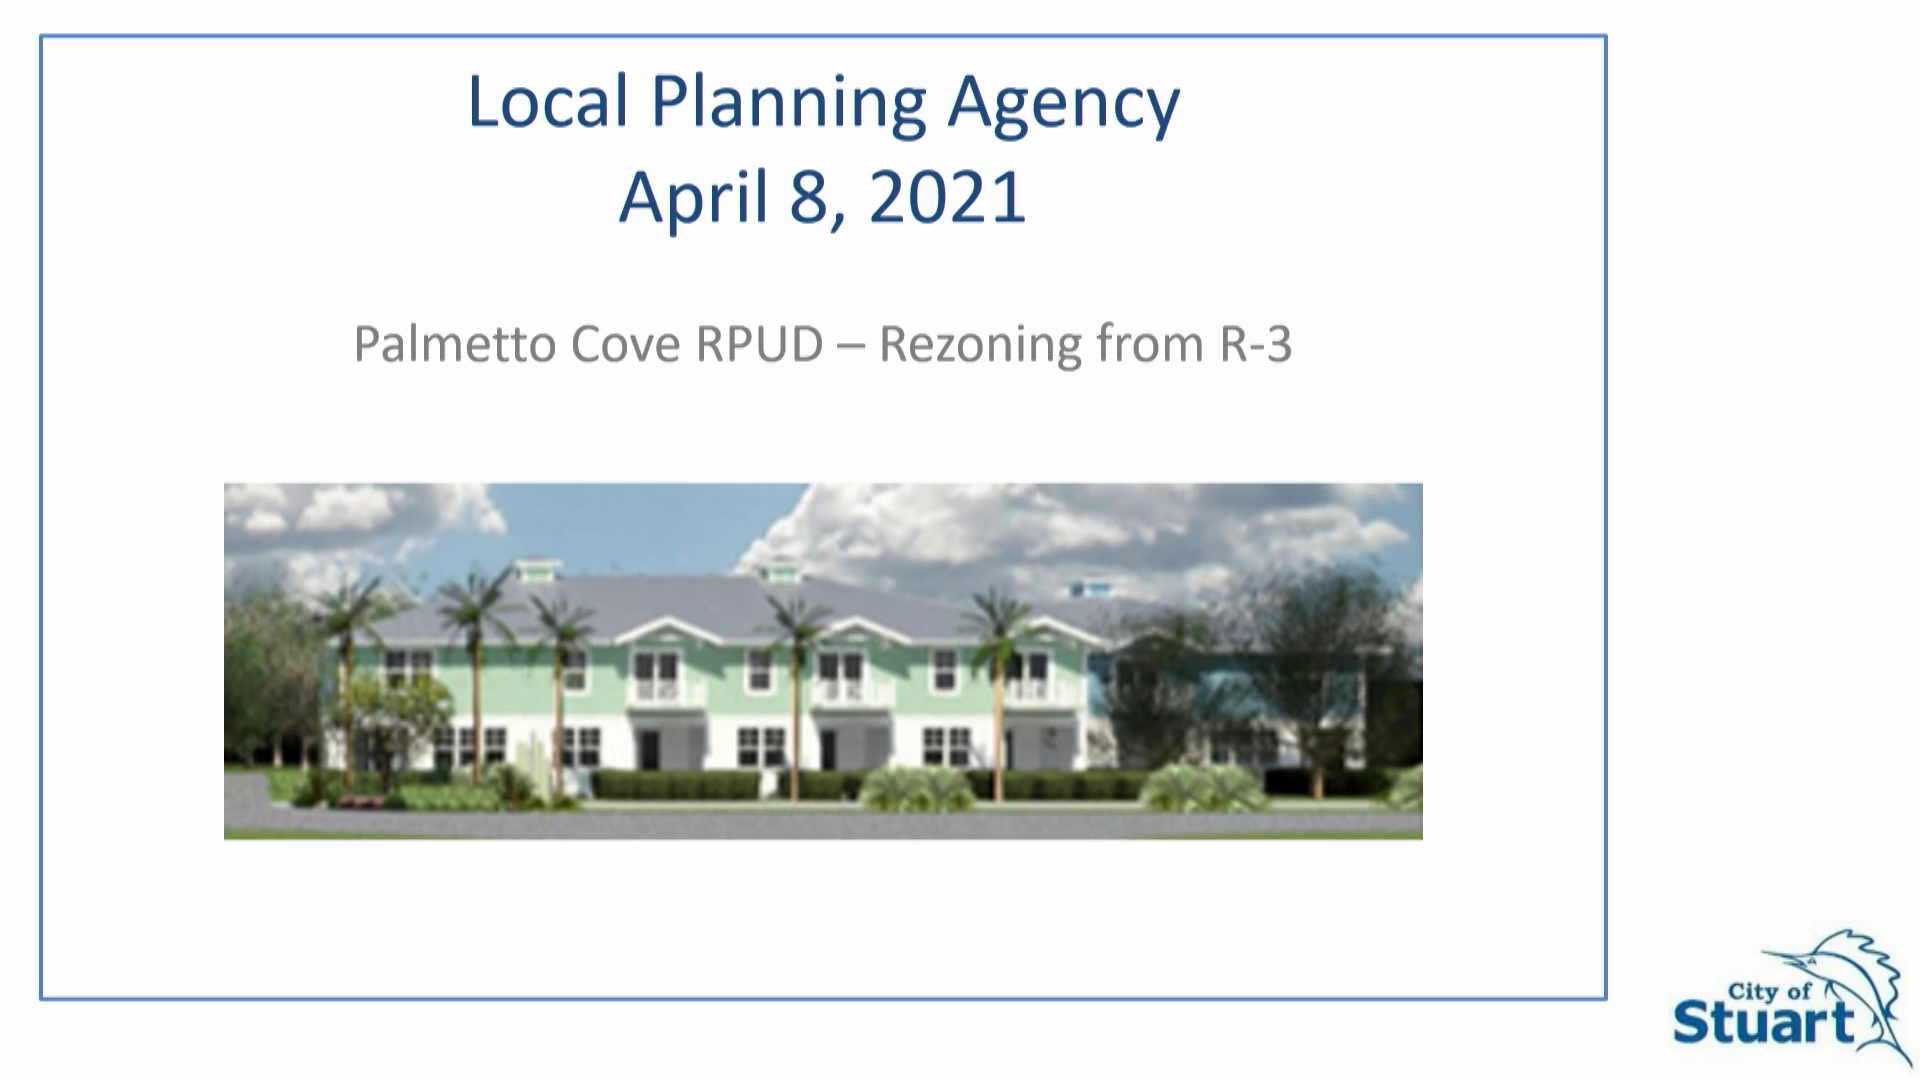 Local Planning Agency
April 8, 2021
Palmetto Cove RPUD – Rezoning from R-3
City of
Stuart